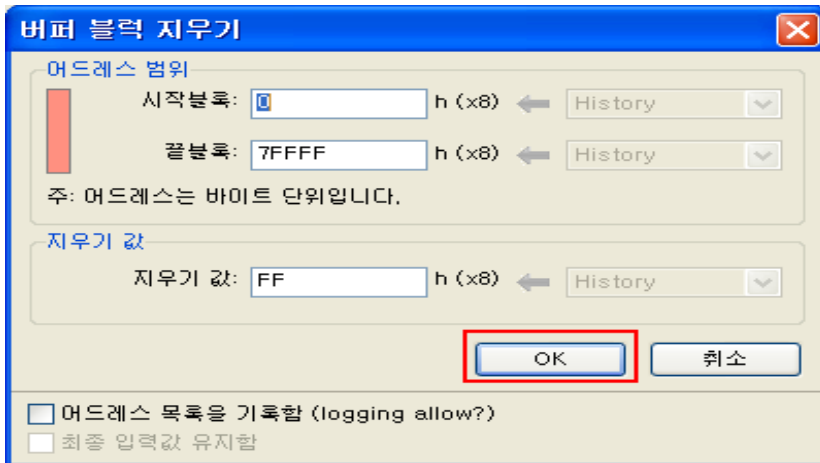 버퍼 블럭 지우기
어드레스 범위
시작블록: 0 h (x8) History
끝블록: 7FFFF h (x8) History
주: 어드레스는 바이트 단위입니다.
지우기 값
지우기 값: FF h (x8) History
OK 취소
어드레스 목록을 기록함 (logging allow?)
최종 입력값 유지함